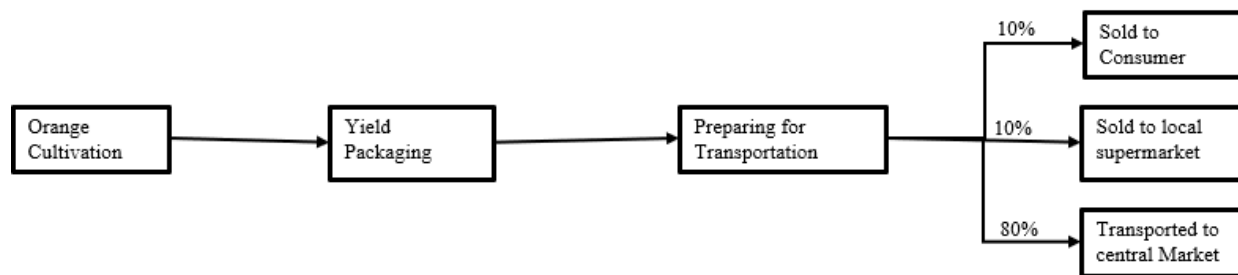 Orange
Cultivation
Yield
Packaging
Preparing for
Transportation
10%
Sold to
Consumer
10%
Sold to local
supermarket
80%
Transported to
central Market